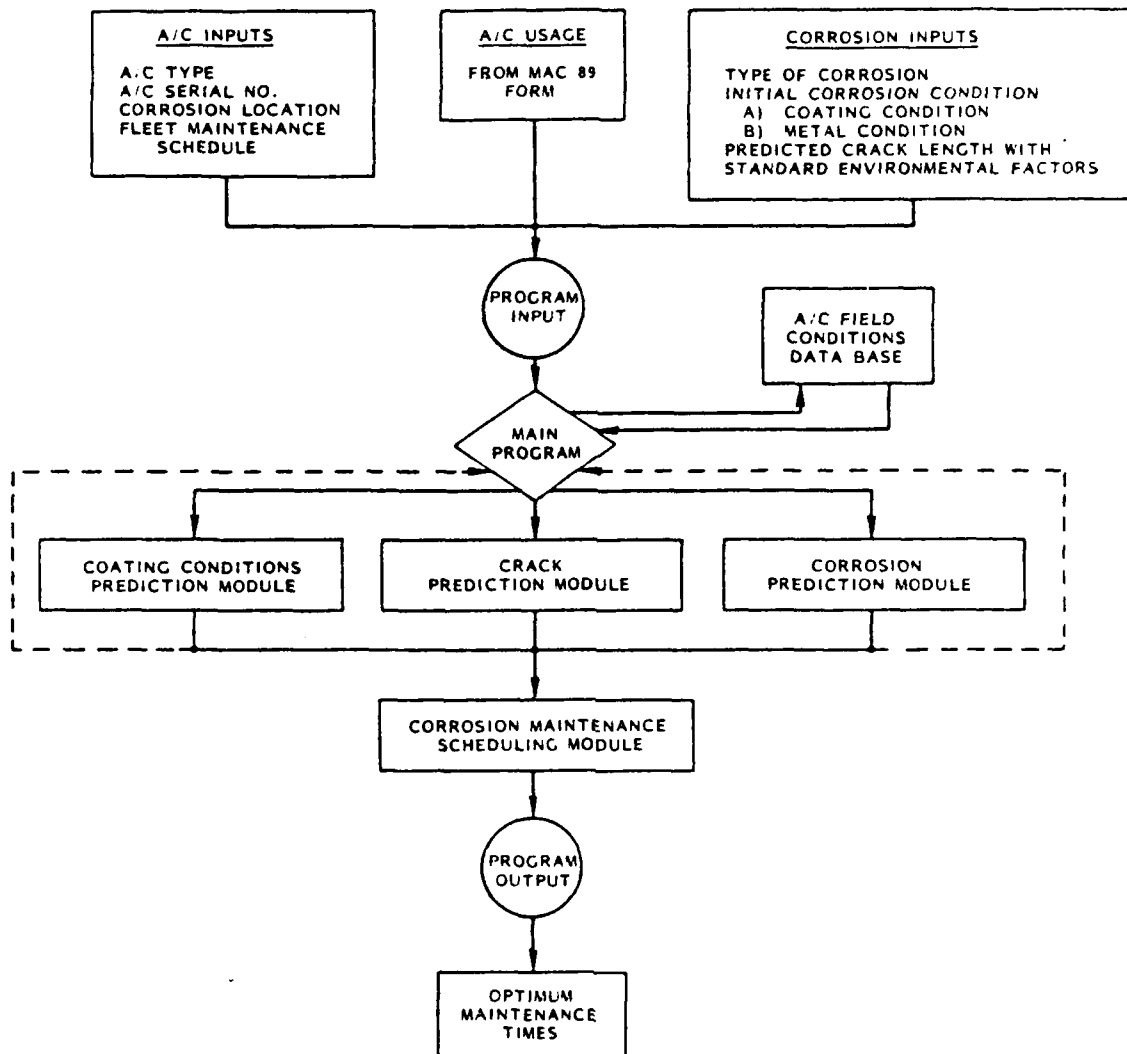 A/C INPUTS
A/C TYPE
A/C SERIAL NO.
CORROSION LOCATION
FLEET MAINTENANCE
SCHEDULE
A/C USAGE
FROM MAC 89
FORM
CORROSION INPUTS
TYPE OF CORROSION
INITIAL CORROSION CONDITION
A) COATING CONDITION
B) METAL CONDITION
PREDICTED CRACK LENGTH WITH
STANDARD ENVIRONMENTAL FACTORS
PROGRAM
INPUT
A/C FIELD
CONDITIONS
DATA BASE
MAIN
PROGRAM
COATING CONDITIONS
PREDICTION MODULE
CRACK
PREDICTION MODULE
CORROSION
PREDICTION MODULE
CORROSION MAINTENANCE
SCHEDULING MODULE
PROGRAM
OUTPUT
OPTIMUM
MAINTENANCE
TIMES